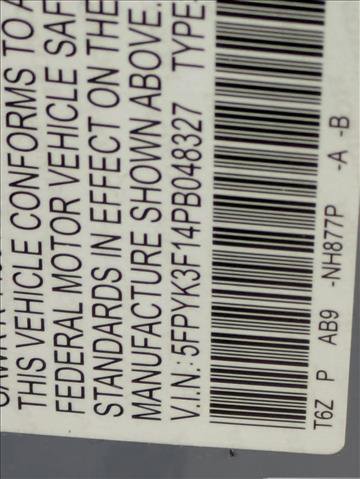 THIS VEHICLE CONFORMS TO A
FEDERAL MOTOR VEHICLE SAF
STANDARDS IN EFFECT ON THE
MANUFACTURE SHOWN ABOVE.
V.I.N.: 5FPYK3F14PB048327 TYPE
T6Z P AB9 -NH877P -A -B